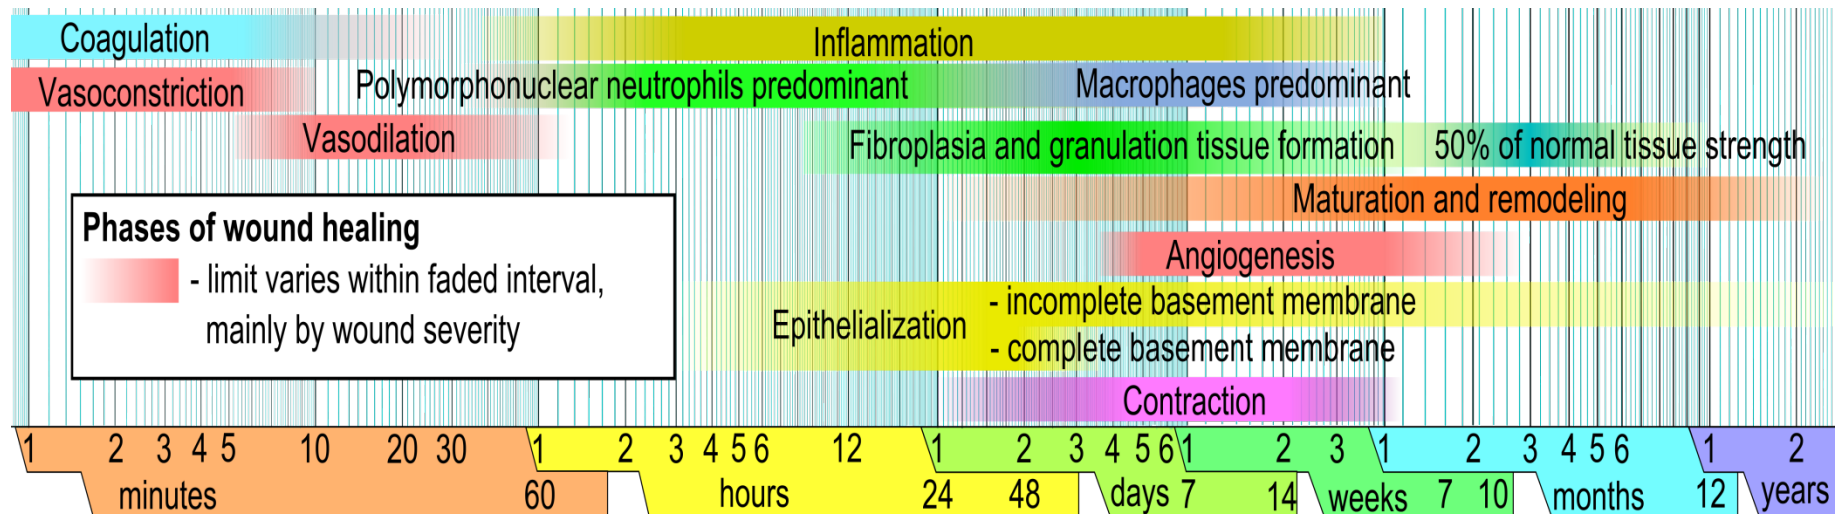 Coagulation
Inflammation
Vasoconstriction
Polymorphonuclear neutrophils predominant
Macrophages predominant
Vasodilation
Fibroplasia and granulation tissue formation
50% of normal tissue strength
Maturation and remodeling
Phases of wound healing
- limit varies within faded interval,
mainly by wound severity
Angiogenesis
Epithelialization
- incomplete basement membrane
- complete basement membrane
Contraction
1 2 3 4 5 10 20 30 1 2 3 4 5 6 12 1 2 3 4 5 6 1 2 3 1 2 3 4 5 6 1 2
minutes 60 hours 24 48 days 7 14 weeks 7 10 months 12 years